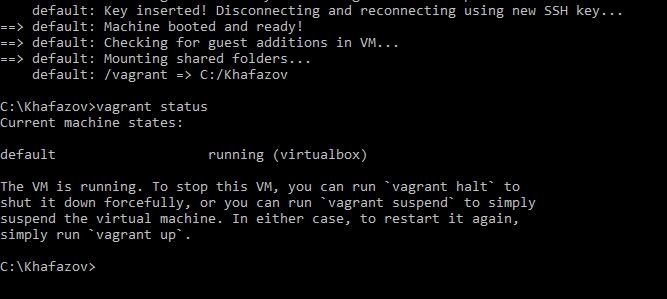 default: Key inserted! Disconnecting and reconnecting using new SSH key...
==> default: Machine booted and ready!
==> default: Checking for guest additions in VM...
==> default: Mounting shared folders...
default: /vagrant => C:/Khafazov
C:\Khafazov>vagrant status
Current machine states:
default running (virtualbox)
The VM is running. To stop this VM, you can run `vagrant halt` to
shut it down forcefully, or you can run `vagrant suspend` to simply
suspend the virtual machine. In either case, to restart it again,
simply run `vagrant up`.
C:\Khafazov>